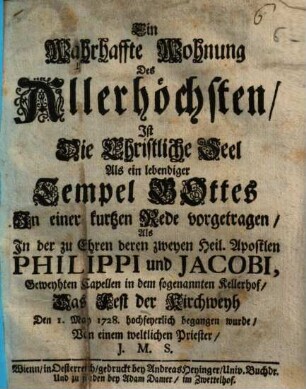 6
6
Ein
Wahrhaffte Wohnung
Des
Allerhöchsten/
Ist
Die Christliche Seel
Als ein lebendiger
Tempel GOttes
In einer kurtzen Rede vorgetragen/
Als
In der zu Ehren deren zweyen Heil. Apostlen
PHILIPPI und JACOBI,
Geweyhten Capellen in dem sogenannten Kellerhof/
Das Fest der Kirchweyh
Den 1. May 1728. hochfeyerlich begangen wurde/
Von einem weltlichen Priester/
J. M. S.
Wienn/in Oesterreich/gedruckt bey Andreas Heyinger/Univ. Buchdr.
Und zu finden bey Adam Damer/ im Zwettelhof